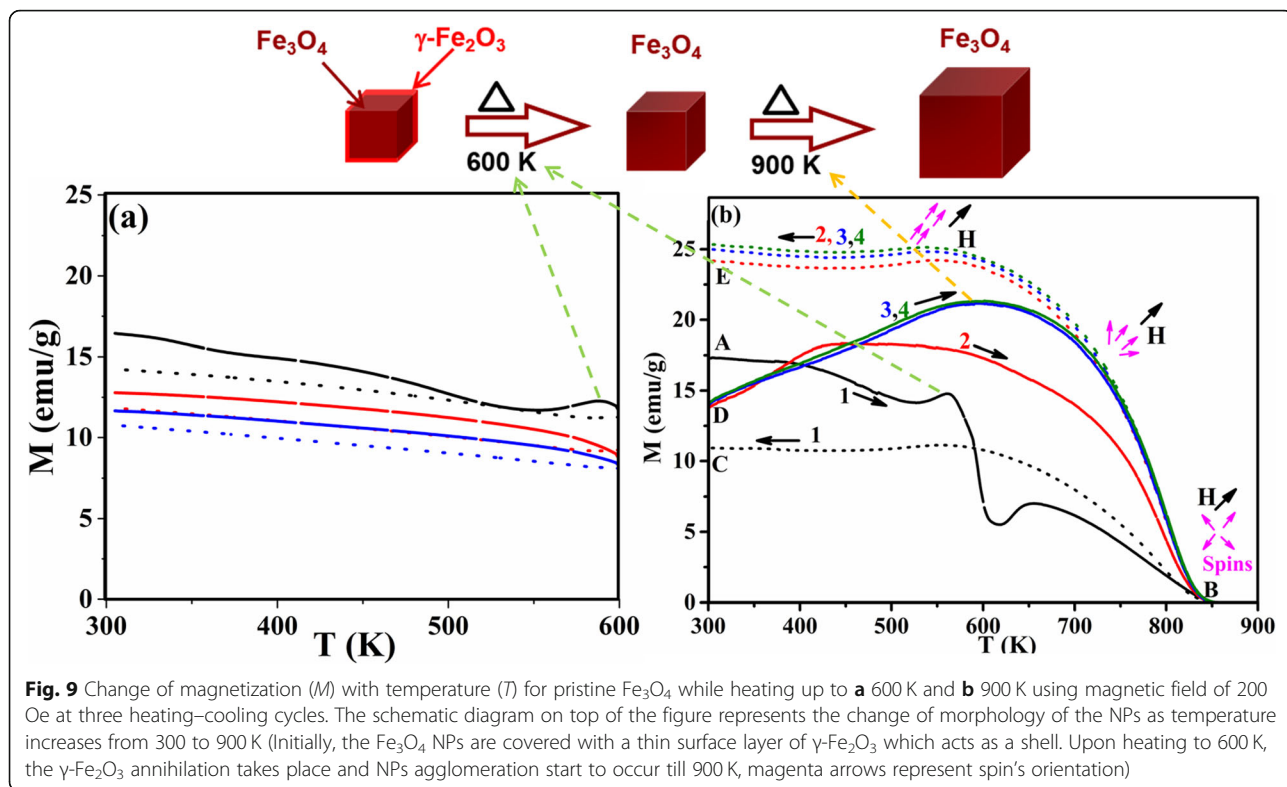 Fe₃O₄ γ-Fe₂O₃ Fe₃O₄ Fe₃O₄
600 K 900 K
(a)
25
20
15
10
5
0
M (emu/g)
300 400 500 600
T (K)
(b)
25
20
15
10
5
0
M (emu/g)
2, 3,4
H
E
3,4
H
A
2
1
D
1
C
H
Spins
B
300 400 500 600 700 800 900
T (K)
Fig. 9 Change of magnetization (M) with temperature (T) for pristine Fe₃O₄ while heating up to a 600 K and b 900 K using magnetic field of 200
Oe at three heating–cooling cycles. The schematic diagram on top of the figure represents the change of morphology of the NPs as temperature
increases from 300 to 900 K (Initially, the Fe₃O₄ NPs are covered with a thin surface layer of γ-Fe₂O₃ which acts as a shell. Upon heating to 600 K,
the γ-Fe₂O₃ annihilation takes place and NPs agglomeration start to occur till 900 K, magenta arrows represent spin's orientation)